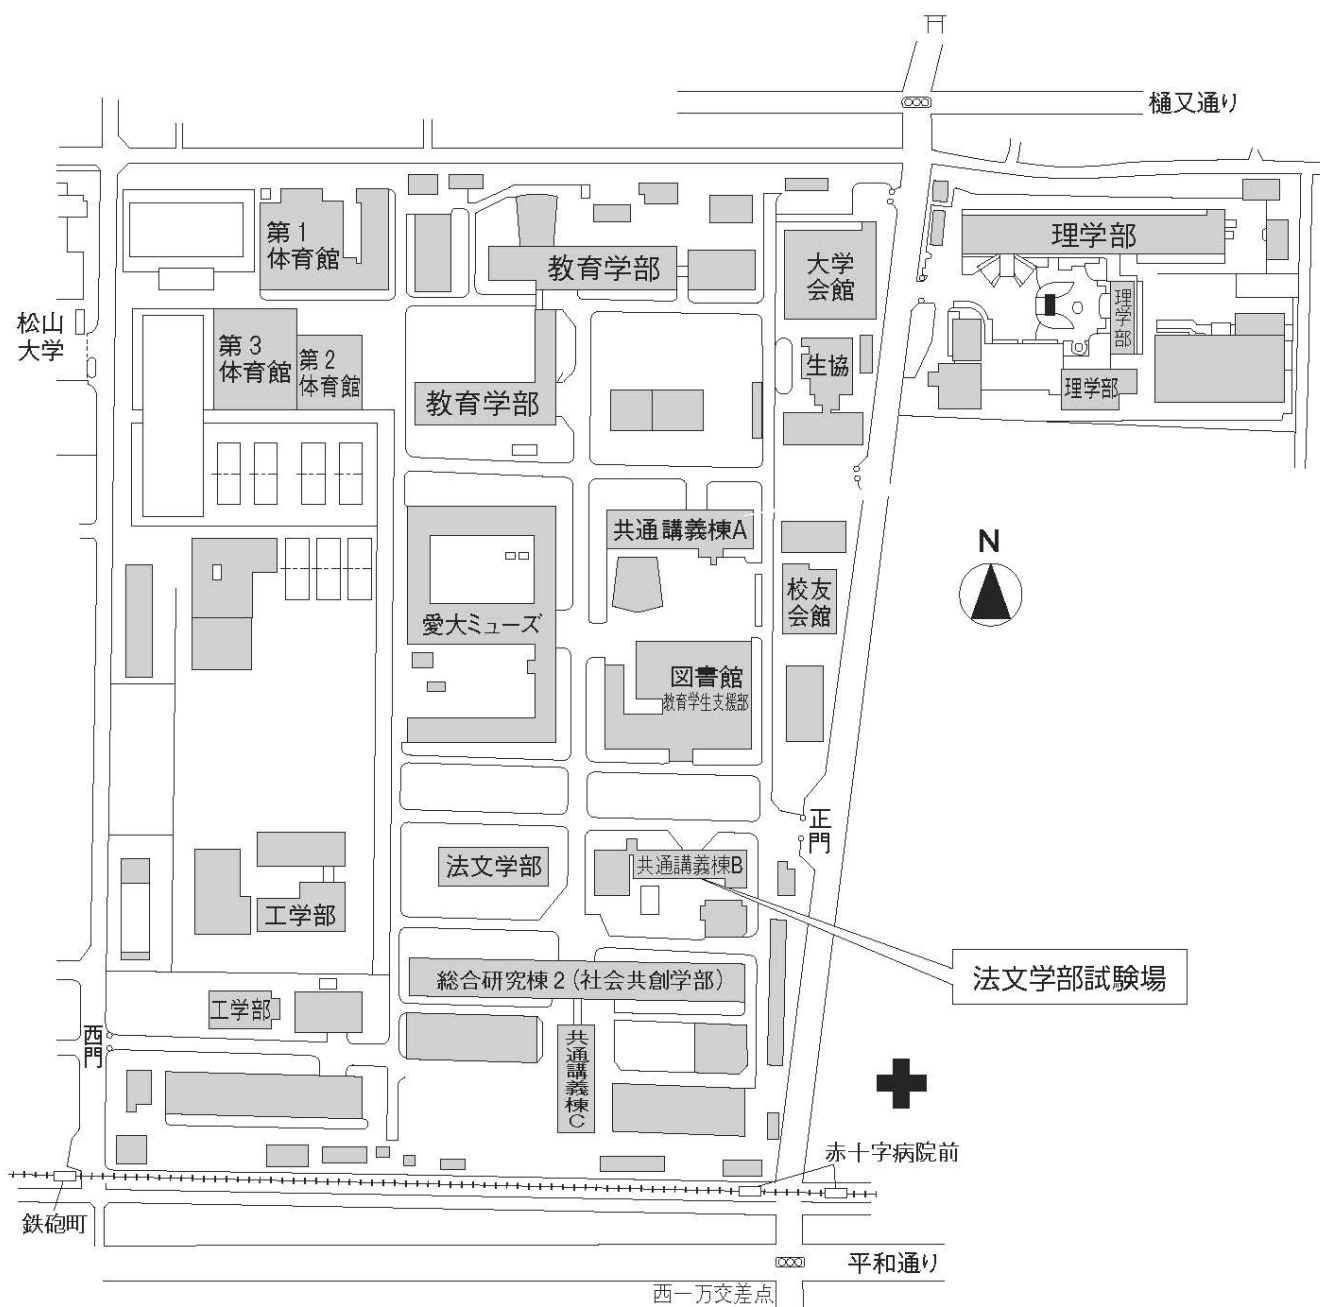 樋又通り
第1
体育館
教育学部
大学
会館
理学部
理
学
部
松山
大学
第3
体育館
第2
体育館
教育学部
生協
理学部
共通講義棟A
N
校友
会館
愛大ミューズ
図書館
教育学生支援部
正
門
法文学部
共通講義棟B
工学部
総合研究棟2(社会共創学部)
法文学部試験場
工学部
西
門
共
通
講
義
棟
C
赤十字病院前
鉄砲町
平和通り
西一万交差点